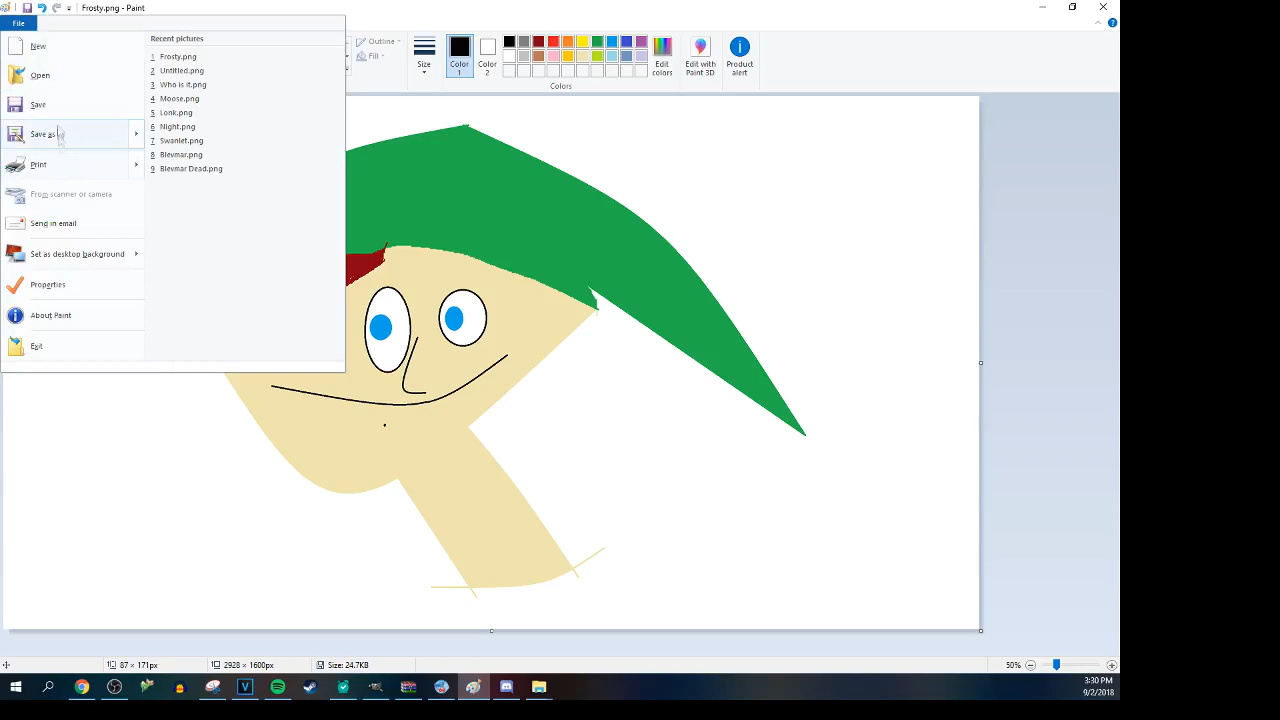 Frosty.png - Paint
File
New
Open
Save
Save as
Print
From scanner or camera
Send in email
Set as desktop background
Properties
About Paint
Exit
Recent pictures
1 Frosty.png
2 Untitled.png
3 Who is it.png
4 Moose.png
5 Lonk.png
6 Night.png
7 Swanlet.png
8 Blevmar.png
9 Blevmar Dead.png
Outline
Fill
Size
Color 1
Color 2
Edit colors
Edit with Paint 3D
Product alert
Colors
87 × 171px
2928 × 1600px
Size: 24.7KB
50%
3:30 PM
9/2/2018